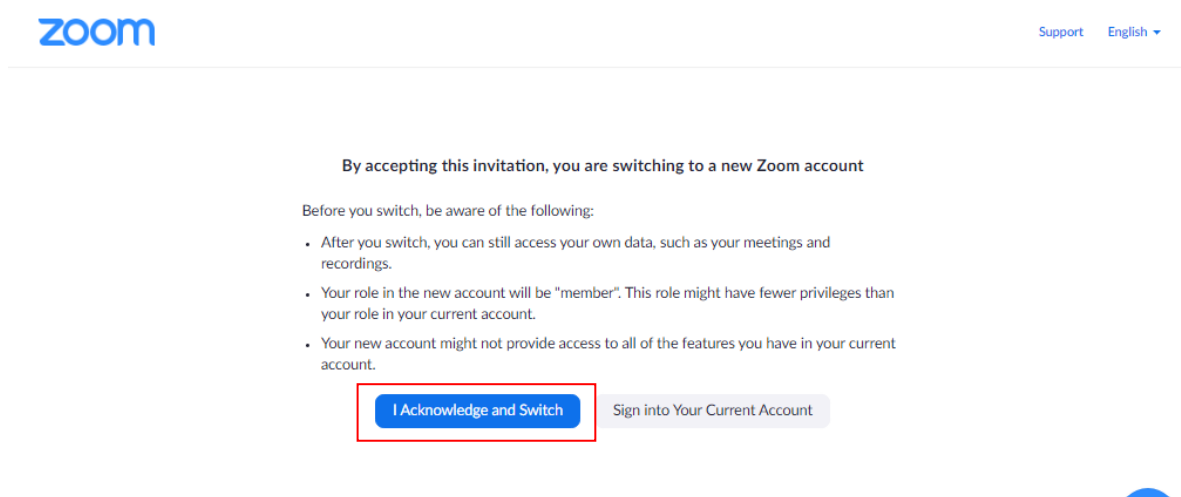 zoom
Support English
By accepting this invitation, you are switching to a new Zoom account
Before you switch, be aware of the following:
• After you switch, you can still access your own data, such as your meetings and
recordings.
• Your role in the new account will be "member". This role might have fewer privileges than
your role in your current account.
• Your new account might not provide access to all of the features you have in your current
account.
I Acknowledge and Switch Sign into Your Current Account